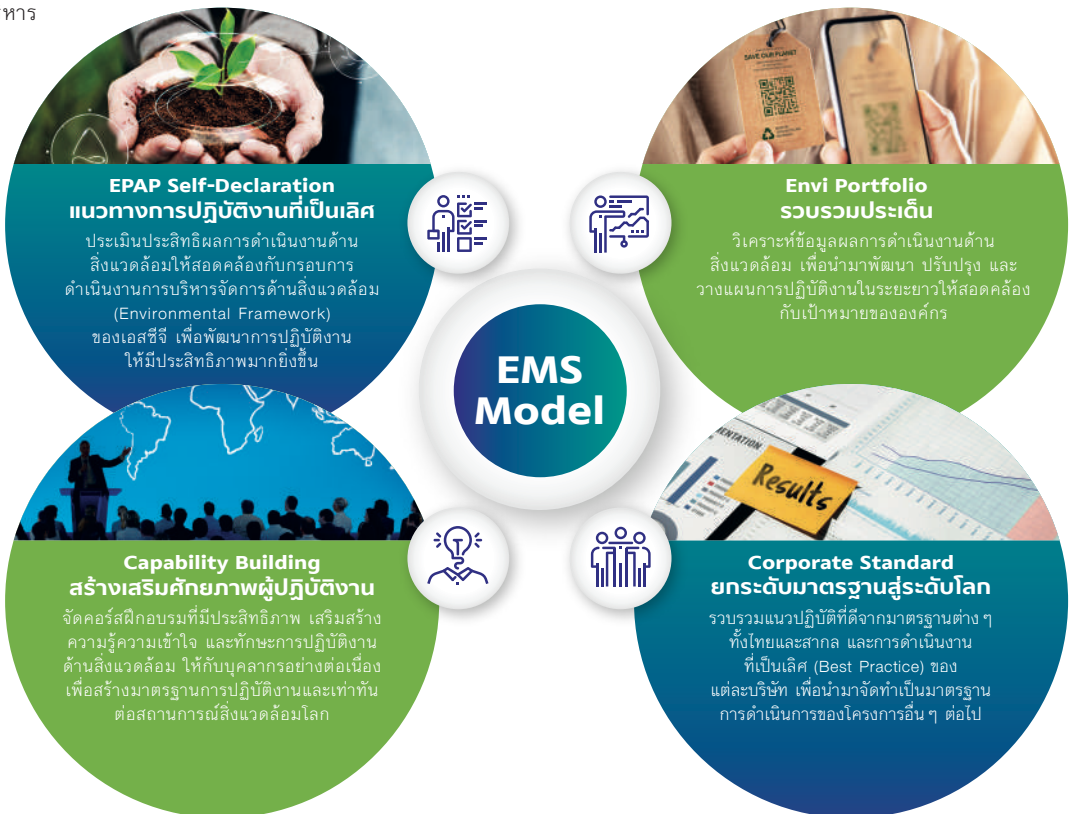 หาร
EPAP Self-Declaration
แนวทางการปฏิบัติงานที่เป็นเลิศ
ประเมินประสิทธิผลการดำเนินงานด้าน
สิ่งแวดล้อมให้สอดคล้องกับกรอบการ
ดำเนินงานการบริหารจัดการด้านสิ่งแวดล้อม
(Environmental Framework)
ของเอสซีจี เพื่อพัฒนาการปฏิบัติงาน
ให้มีประสิทธิภาพมากยิ่งขึ้น
SAVE OUR PLANET
Envi Portfolio
รวบรวมประเด็น
วิเคราะห์ข้อมูลผลการดำเนินงานด้าน
สิ่งแวดล้อม เพื่อนำมาพัฒนา ปรับปรุง และ
วางแผนการปฏิบัติงานในระยะยาวให้สอดคล้อง
กับเป้าหมายขององค์กร
EMS
Model
Capability Building
สร้างเสริมศักยภาพผู้ปฏิบัติงาน
จัดคอร์สฝึกอบรมที่มีประสิทธิภาพ เสริมสร้าง
ความรู้ความเข้าใจ และทักษะการปฏิบัติงาน
ด้านสิ่งแวดล้อม ให้กับบุคลากรอย่างต่อเนื่อง
เพื่อสร้างมาตรฐานการปฏิบัติงานและเท่าทัน
ต่อสถานการณ์สิ่งแวดล้อมโลก
Results
Corporate Standard
ยกระดับมาตรฐานสู่ระดับโลก
รวบรวมแนวปฏิบัติที่ดีจากมาตรฐานต่างๆ
ทั้งไทยและสากล และการดำเนินงาน
ที่เป็นเลิศ (Best Practice) ของ
แต่ละบริษัท เพื่อนำมาจัดทำเป็นมาตรฐาน
การดำเนินการของโครงการอื่นๆ ต่อไป